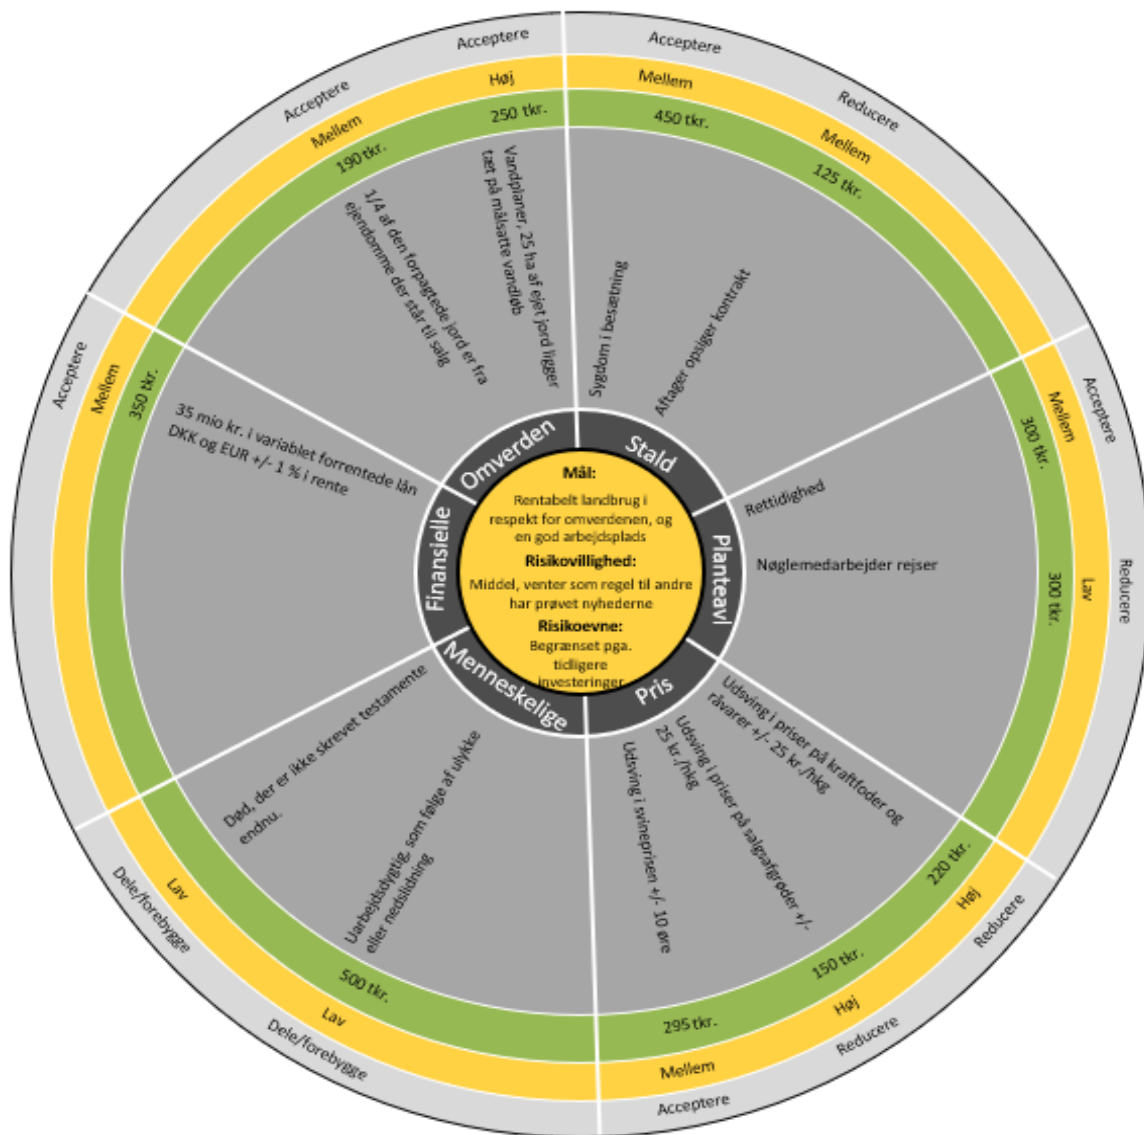 Mål:
Rentabelt landbrug i
respekt for omverdenen, og
en god arbejdsplads
Risikovillighed:
Middel, venter som regel til andre
har prøvet nyhederne
Risikoevne:
Begrænset pga.
tidligere
investeringer
Stald
Sygdom i besætning
450 tkr.
Mellem
Acceptere
Aftager opsiger kontrakt
125 tkr.
Mellem
Reducere
Planteavl
Rettidighed
300 tkr.
Mellem
Acceptere
Nøglemedarbejder rejser
300 tkr.
Lav
Reducere
Pris
Udsving i priser på kraftfoder og
råvarer +/- 25 kr./hkg
220 tkr.
Høj
Reducere
Udsving i priser på salgsafgrøder +/-
25 kr./hkg
150 tkr.
Høj
Reducere
Udsving i svineprisen +/- 10 øre
295 tkr.
Mellem
Acceptere
Menneskelige
Uarbejdsdygtig, som følge af ulykke
eller nedslidning
500 tkr.
Lav
Dele/forebygge
Død, der er ikke skrevet testamente
endnu.
Lav
Dele/forebygge
Finansielle
35 mio kr. i variablet forrentede lån
DKK og EUR +/- 1 % i rente
350 tkr.
Mellem
Acceptere
Omverden
1/4 af den forpagtede jord er fra
ejendomme der står til salg
190 tkr.
Mellem
Acceptere
Vandplaner, 25 ha af ejet jord ligger
tæt på målsatte vandløb
250 tkr.
Høj
Acceptere